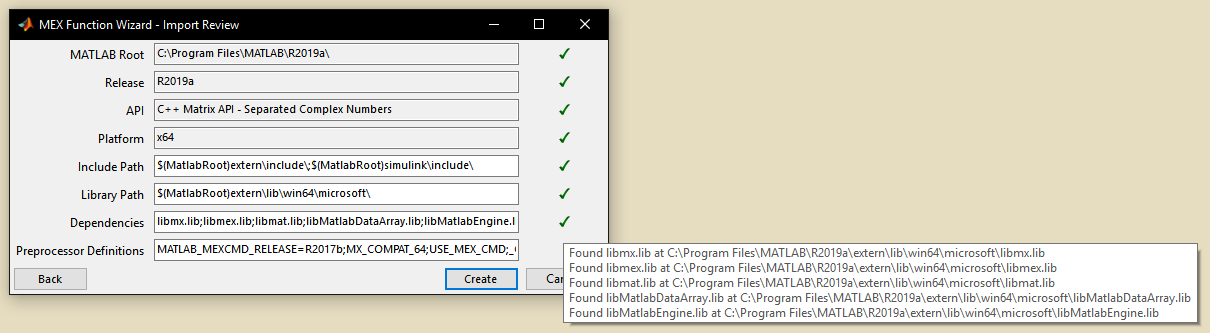 MEX Function Wizard - Import Review
MATLAB Root C:\Program Files\MATLAB\R2019a\
Release R2019a
API C++ Matrix API - Separated Complex Numbers
Platform x64
Include Path $(MatlabRoot)extern\include\;$(MatlabRoot)simulink\include\
Library Path $(MatlabRoot)extern\lib\win64\microsoft\
Dependencies libmx.lib;libmex.lib;libmat.lib;libMatlabDataArray.lib;libMatlabEngine.l
Preprocessor Definitions MATLAB_MEXCMD_RELEASE=R2017b;MX_COMPAT_64;USE_MEX_CMD;_
Back Create Can
Found libmx.lib at C:\Program Files\MATLAB\R2019a\extern\lib\win64\microsoft\libmx.lib
Found libmex.lib at C:\Program Files\MATLAB\R2019a\extern\lib\win64\microsoft\libmex.lib
Found libmat.lib at C:\Program Files\MATLAB\R2019a\extern\lib\win64\microsoft\libmat.lib
Found libMatlabDataArray.lib at C:\Program Files\MATLAB\R2019a\extern\lib\win64\microsoft\libMatlabDataArray.lib
Found libMatlabEngine.lib at C:\Program Files\MATLAB\R2019a\extern\lib\win64\microsoft\libMatlabEngine.lib